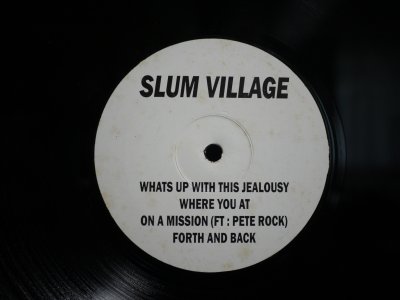 SLUM VILLAGE
WHATS UP WITH THIS JEALOUSY
WHERE YOU AT
ON A MISSION (FT : PETE ROCK)
FORTH AND BACK